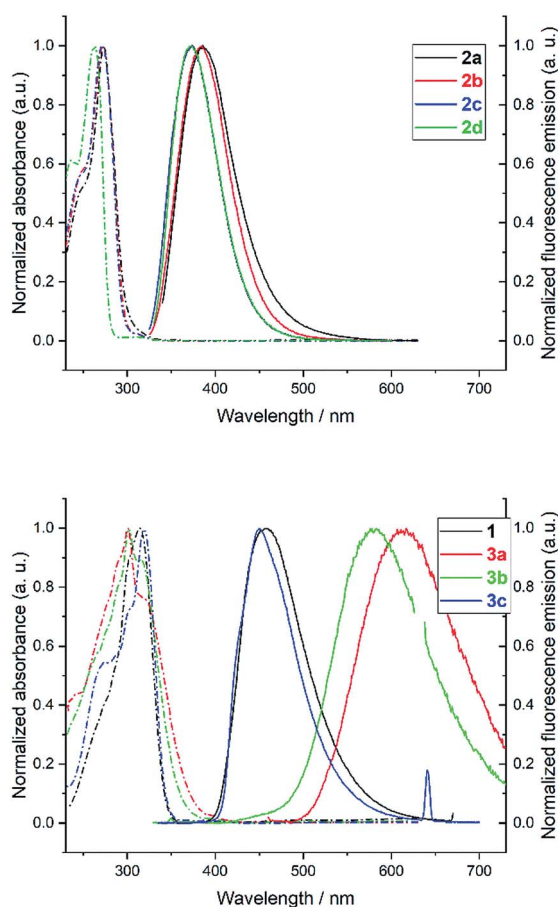 Normalized absorbance (a.u.)
1.0
0.8
0.6
0.4
0.2
0.0
2a
2b
2c
2d
1.0
0.8
0.6
0.4
0.2
0.0
Normalized fluorescence emission (a. u.)
300 400 500 600 700
Wavelength / nm
Normalized absorbance (a. u.)
1.0
0.8
0.6
0.4
0.2
0.0
1
3a
3b
3c
1.0
0.8
0.6
0.4
0.2
0.0
Normalized fluorescence emission (a.u.)
300 400 500 600 700
Wavelength / nm